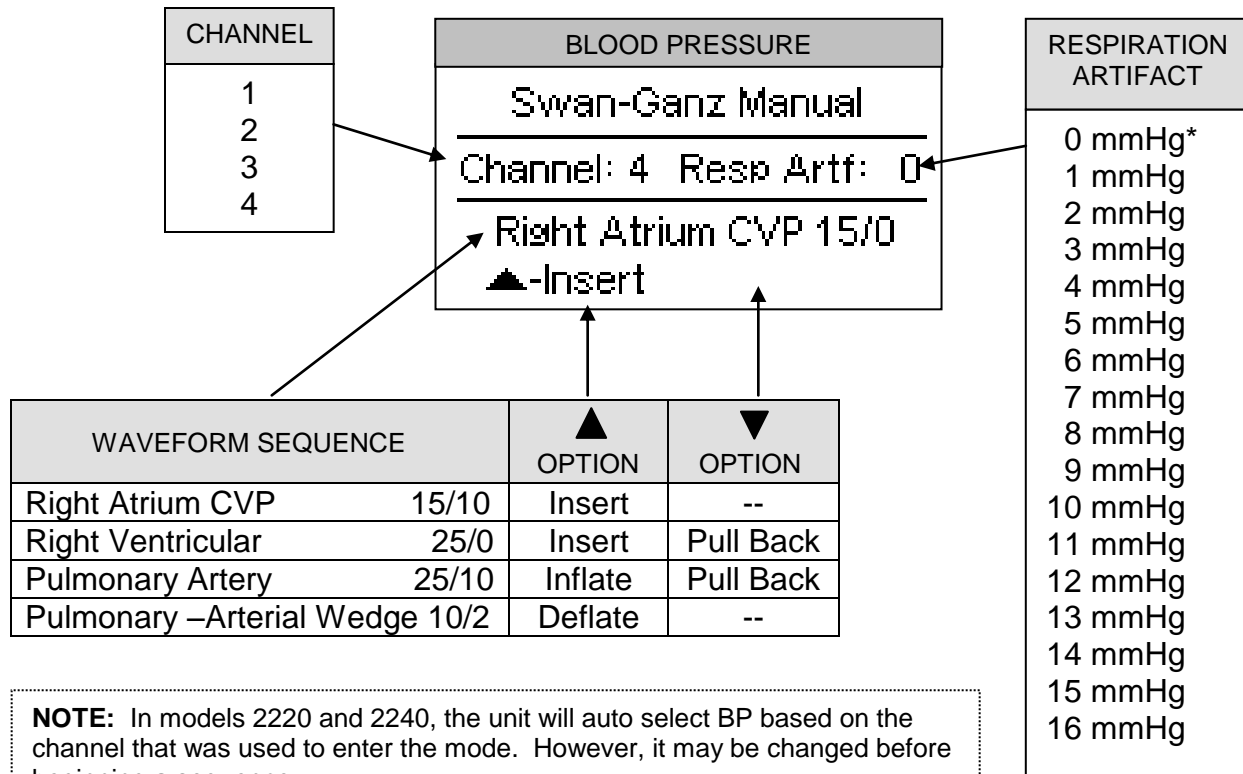 CHANNEL
1
2
3
4
BLOOD PRESSURE
Swan-Ganz Manual
Channel: 4 Resp Artf: 0
Right Atrium CVP 15/0
▲-Insert
RESPIRATION
ARTIFACT
0 mmHg*
1 mmHg
2 mmHg
3 mmHg
4 mmHg
5 mmHg
6 mmHg
7 mmHg
8 mmHg
9 mmHg
10 mmHg
11 mmHg
12 mmHg
13 mmHg
14 mmHg
15 mmHg
16 mmHg
WAVEFORM SEQUENCE ▲ OPTION ▼ OPTION
Right Atrium CVP 15/10 Insert --
Right Ventricular 25/0 Insert Pull Back
Pulmonary Artery 25/10 Inflate Pull Back
Pulmonary –Arterial Wedge 10/2 Deflate --
NOTE: In models 2220 and 2240, the unit will auto select BP based on the
channel that was used to enter the mode. However, it may be changed before